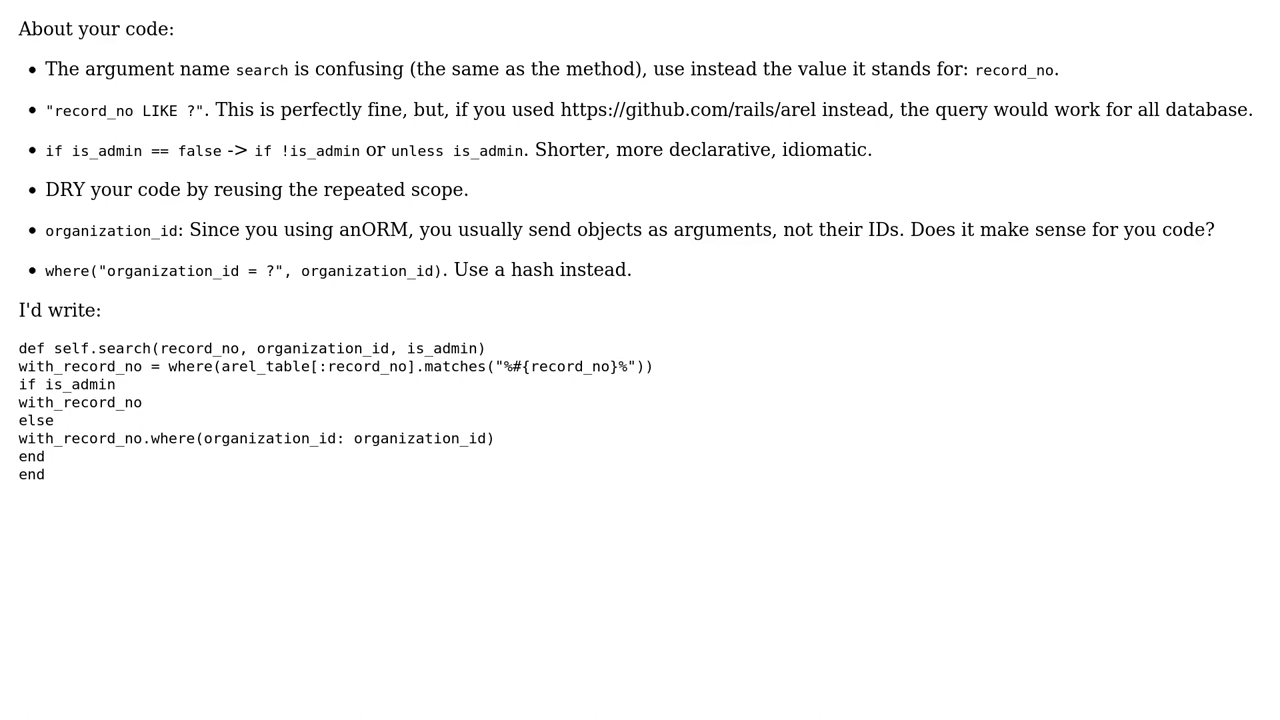 About your code:
The argument name search is confusing (the same as the method), use instead the value it stands for: record_no.
"record_no LIKE ?". This is perfectly fine, but, if you used https://github.com/rails/arel instead, the query would work for all database.
if is_admin == false -> if !is_admin or unless is_admin. Shorter, more declarative, idiomatic.
DRY your code by reusing the repeated scope.
organization_id: Since you using anORM, you usually send objects as arguments, not their IDs. Does it make sense for you code?
where("organization_id = ?", organization_id). Use a hash instead.
I'd write:
def self.search(record_no, organization_id, is_admin)
with_record_no = where(arel_table[:record_no].matches("%#{record_no}%"))
if is_admin
with_record_no
else
with_record_no.where(organization_id: organization_id)
end
end